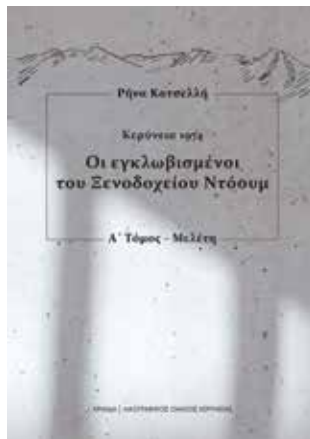 Ρήνα Κατσελλή
Κερύνεια 1974
Οι εγκλωβισμένοι
του Ξενοδοχείου Ντόουμ
Α΄ Τόμος – Μελέτη